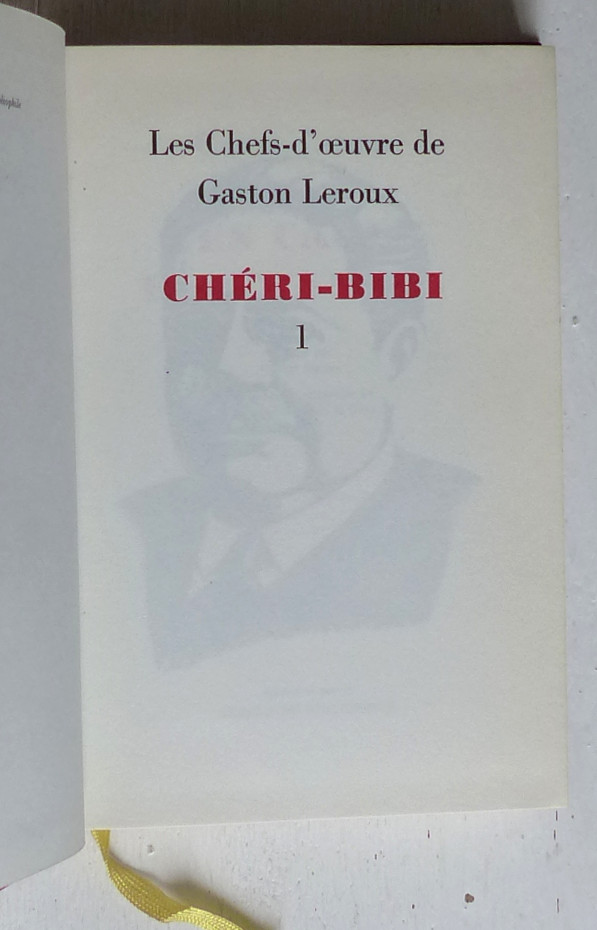 Les Chefs-d'œuvre de
Gaston Leroux
CHÉRI-BIBI
1